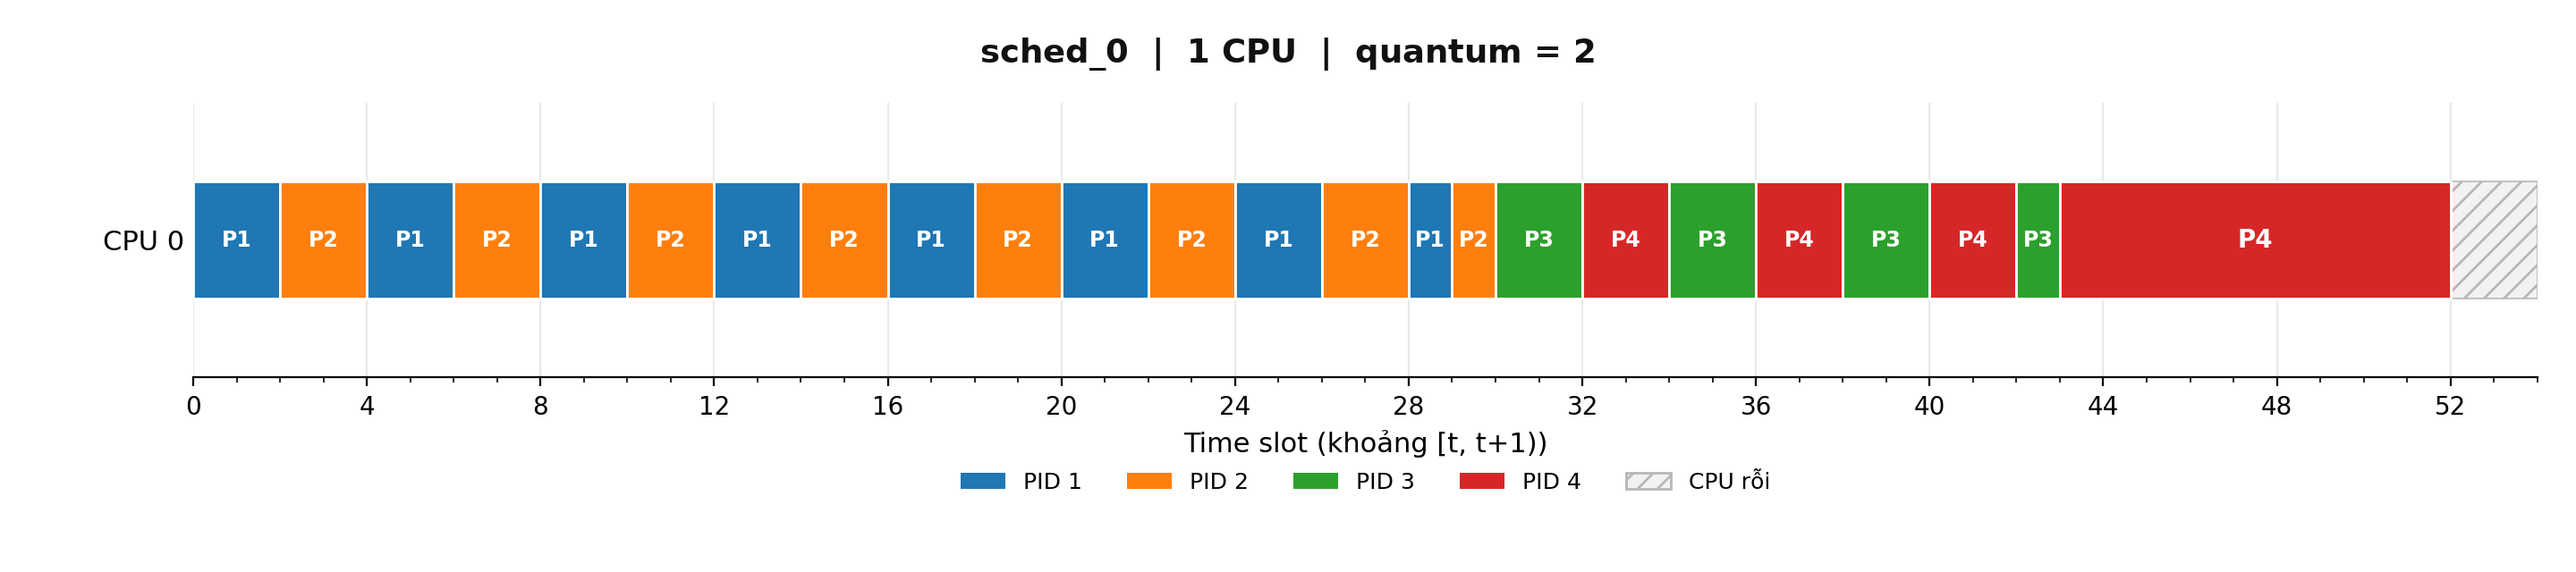 sched_0 | 1 CPU | quantum = 2
CPU 0 P1 P2 P1 P2 P1 P2 P1 P2 P1 P2 P1 P2 P1 P2 P1 P2 P3 P4 P3 P4 P3 P4 P3 P4
0 4 8 12 16 20 24 28 32 36 40 44 48 52
Time slot (khoảng [t, t+1))
PID 1 PID 2 PID 3 PID 4 CPU rỗi